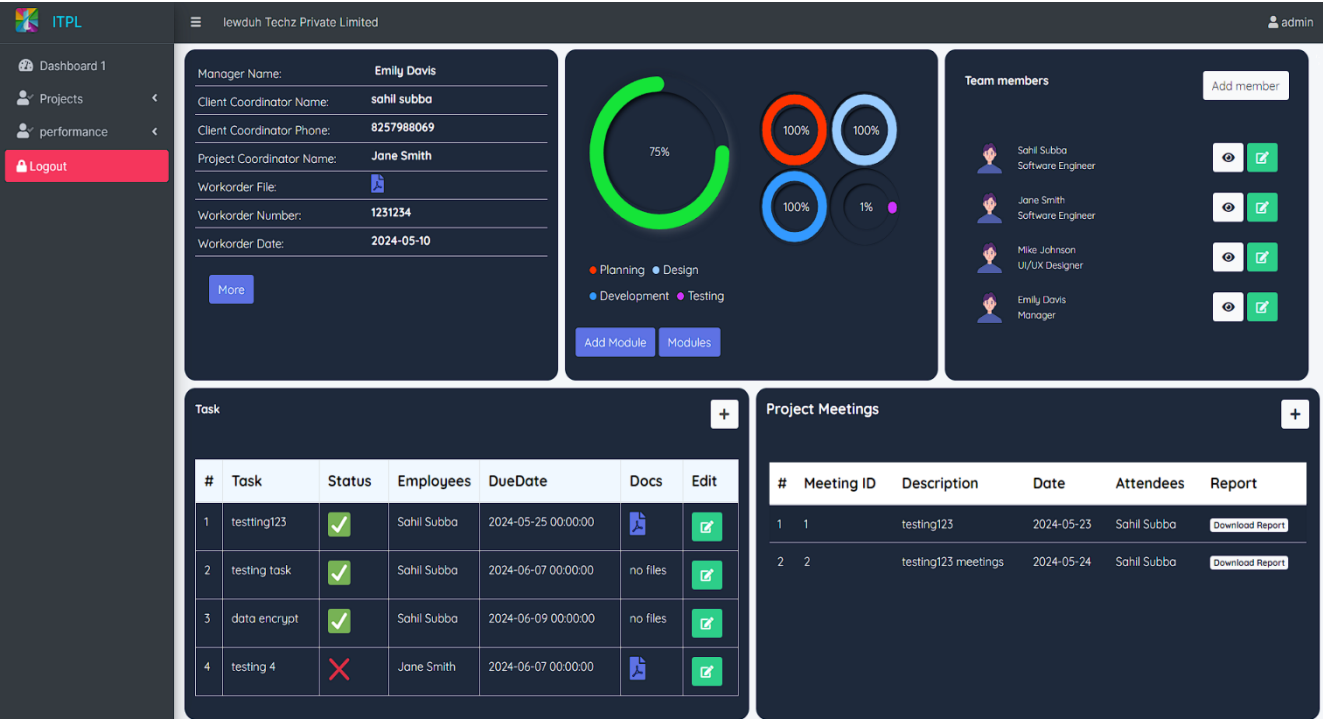 ITPL
Iewduh Techz Private Limited
admin
Dashboard 1
Projects
performance
Logout
Manager Name: Emily Davis
Client Coordinator Name: sahil subba
Client Coordinator Phone: 8257988069
Project Coordinator Name: Jane Smith
Workorder File:
Workorder Number: 1231234
Workorder Date: 2024-05-10
More
75%
100% 100%
100% 1%
Planning Design
Development Testing
Add Module Modules
Team members Add member
Sahil Subba
Software Engineer
Jane Smith
Software Engineer
Mike Johnson
UI/UX Designer
Emily Davis
Manager
Task +
# Task Status Employees DueDate Docs Edit
1 testting123 Sahil Subba 2024-05-25 00:00:00
2 testing task Sahil Subba 2024-06-07 00:00:00 no files
3 data encrypt Sahil Subba 2024-06-09 00:00:00 no files
4 testing 4 Jane Smith 2024-06-07 00:00:00
Project Meetings +
# Meeting ID Description Date Attendees Report
1 1 testing123 2024-05-23 Sahil Subba Download Report
2 2 testing123 meetings 2024-05-24 Sahil Subba Download Report